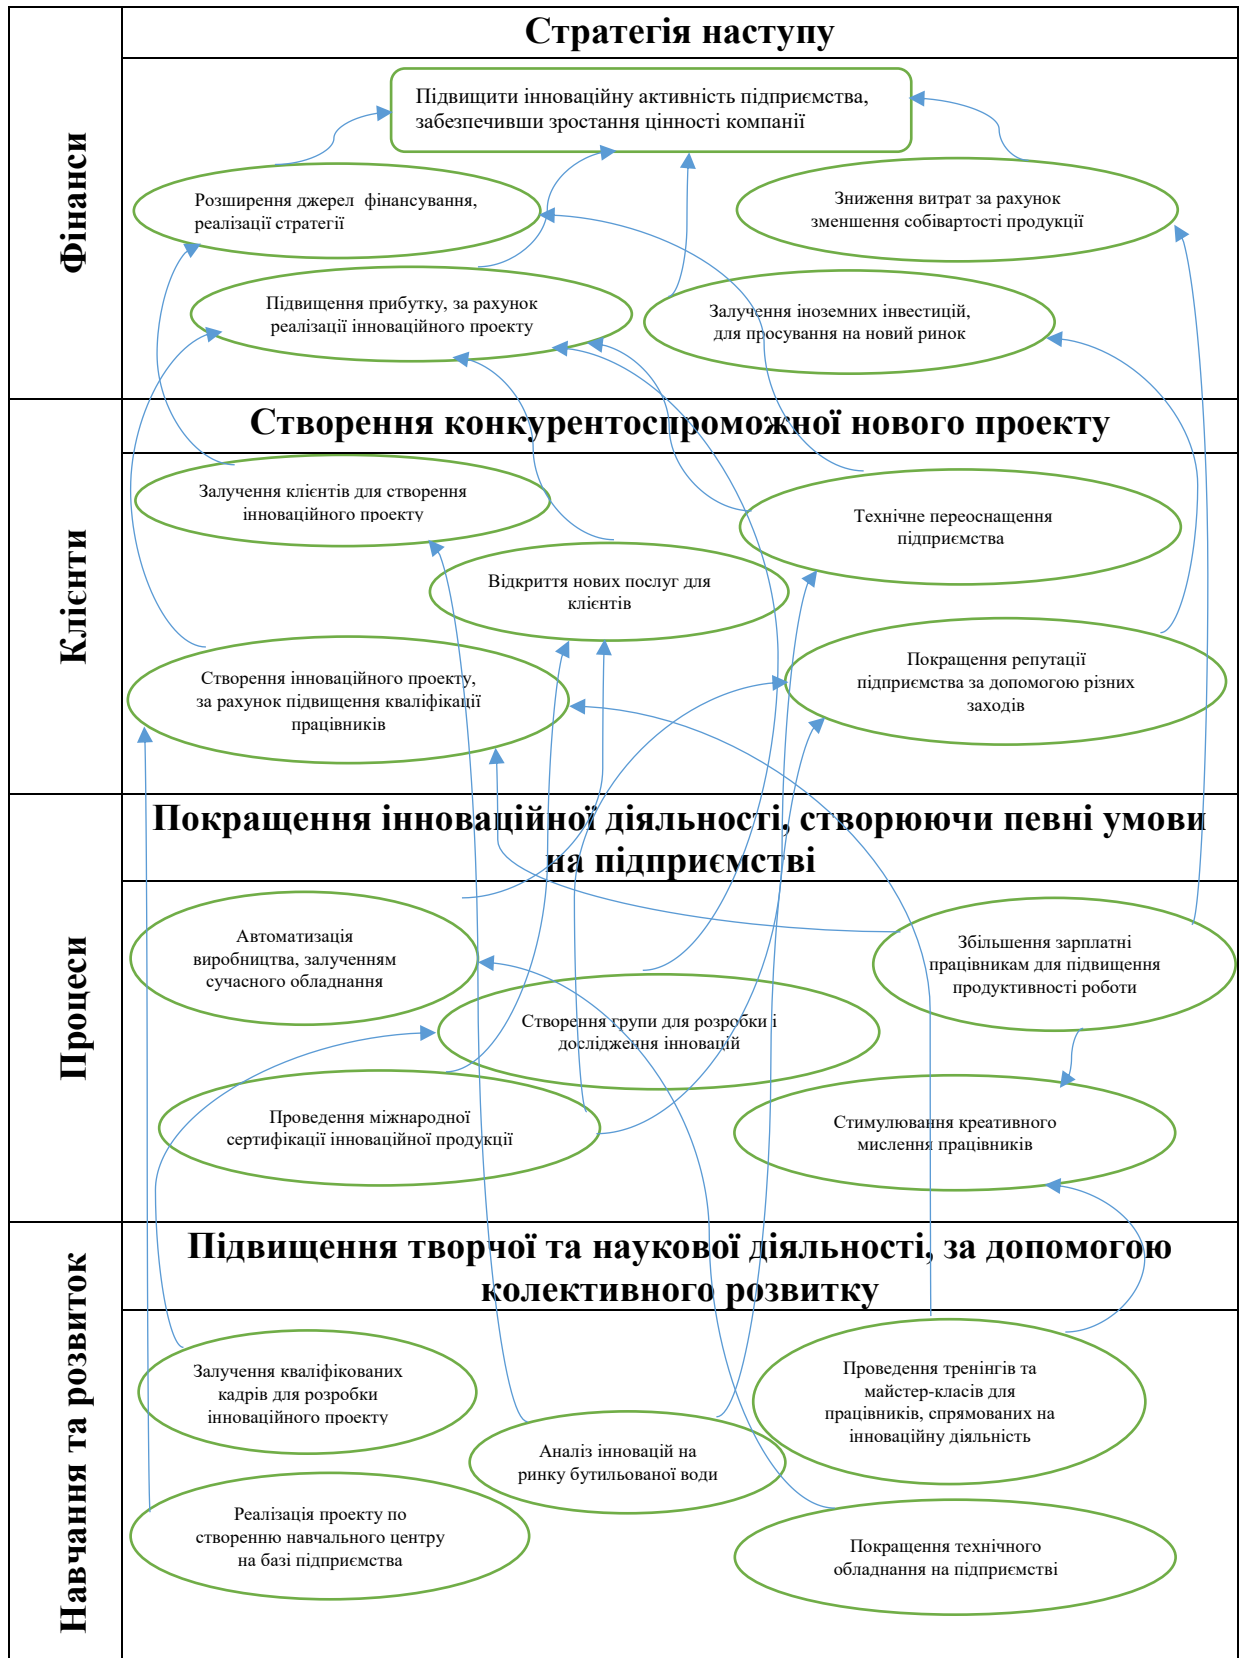 Стратегія наступу
Фінанси
Підвищити інноваційну активність підприємства,
забезпечивши зростання цінності компанії
Розширення джерел фінансування,
реалізації стратегії
Зниження витрат за рахунок
зменшення собівартості продукції
Підвищення прибутку, за рахунок
реалізації інноваційного проекту
Залучення іноземних інвестицій,
для просування на новий ринок
Створення конкурентоспроможної нового проекту
Клієнти
Залучення клієнтів для створення
інноваційного проекту
Технічне переоснащення
підприємства
Відкриття нових послуг для
клієнтів
Створення інноваційного проекту,
за рахунок підвищення кваліфікації
працівників
Покращення репутації
підприємства за допомогою різних
заходів
Покращення інноваційної діяльності, створюючи певні умови
на підприємстві
Процеси
Автоматизація
виробництва, залученням
сучасного обладнання
Збільшення зарплатні
працівникам для підвищення
продуктивності роботи
Створення групи для розробки і
дослідження інновацій
Проведення міжнародної
сертифікації інноваційної продукції
Стимулювання креативного
мислення працівників
Підвищення творчої та наукової діяльності, за допомогою
колективного розвитку
Навчання та розвиток
Залучення кваліфікованих
кадрів для розробки
інноваційного проекту
Проведення тренінгів та
майстер-класів для
працівників, спрямованих на
інноваційну діяльність
Аналіз інновацій на
ринку бутильованої води
Реалізація проекту по
створенню навчального центру
на базі підприємства
Покращення технічного
обладнання на підприємстві